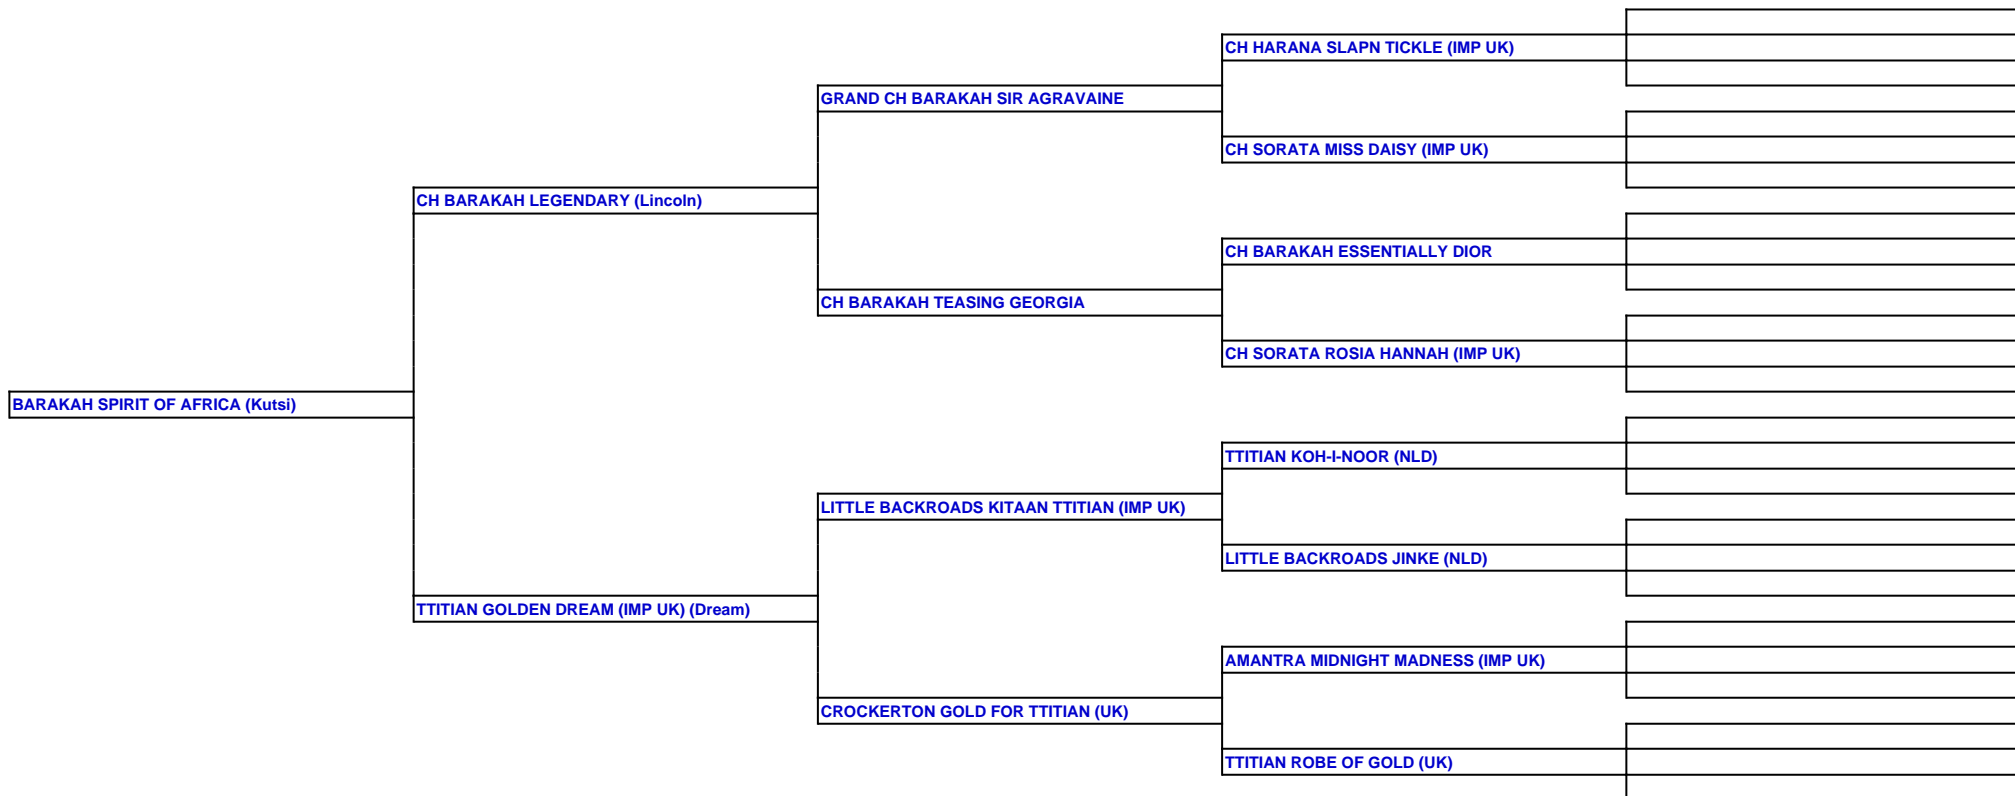 CH HARANA SLAPN TICKLE (IMP UK)
GRAND CH BARAKAH SIR AGRAVAINE
CH SORATA MISS DAISY (IMP UK)
CH BARAKAH LEGENDARY (Lincoln)
CH BARAKAH ESSENTIALLY DIOR
CH BARAKAH TEASING GEORGIA
CH SORATA ROSIA HANNAH (IMP UK)
BARAKAH SPIRIT OF AFRICA (Kutsi)
TTITIAN KOH-I-NOOR (NLD)
LITTLE BACKROADS KITAAN TTITIAN (IMP UK)
LITTLE BACKROADS JINKE (NLD)
TTITIAN GOLDEN DREAM (IMP UK) (Dream)
AMANTRA MIDNIGHT MADNESS (IMP UK)
CROCKERTON GOLD FOR TTITIAN (UK)
TTITIAN ROBE OF GOLD (UK)